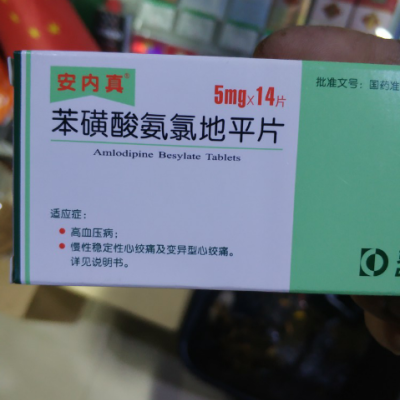 安内真®
5mg×14片
批准文号：国药准
苯磺酸氨氯地平片
Amlodipine Besylate Tablets
适应症：
● 高血压病；
● 慢性稳定性心绞痛及变异型心绞痛。
详见说明书。